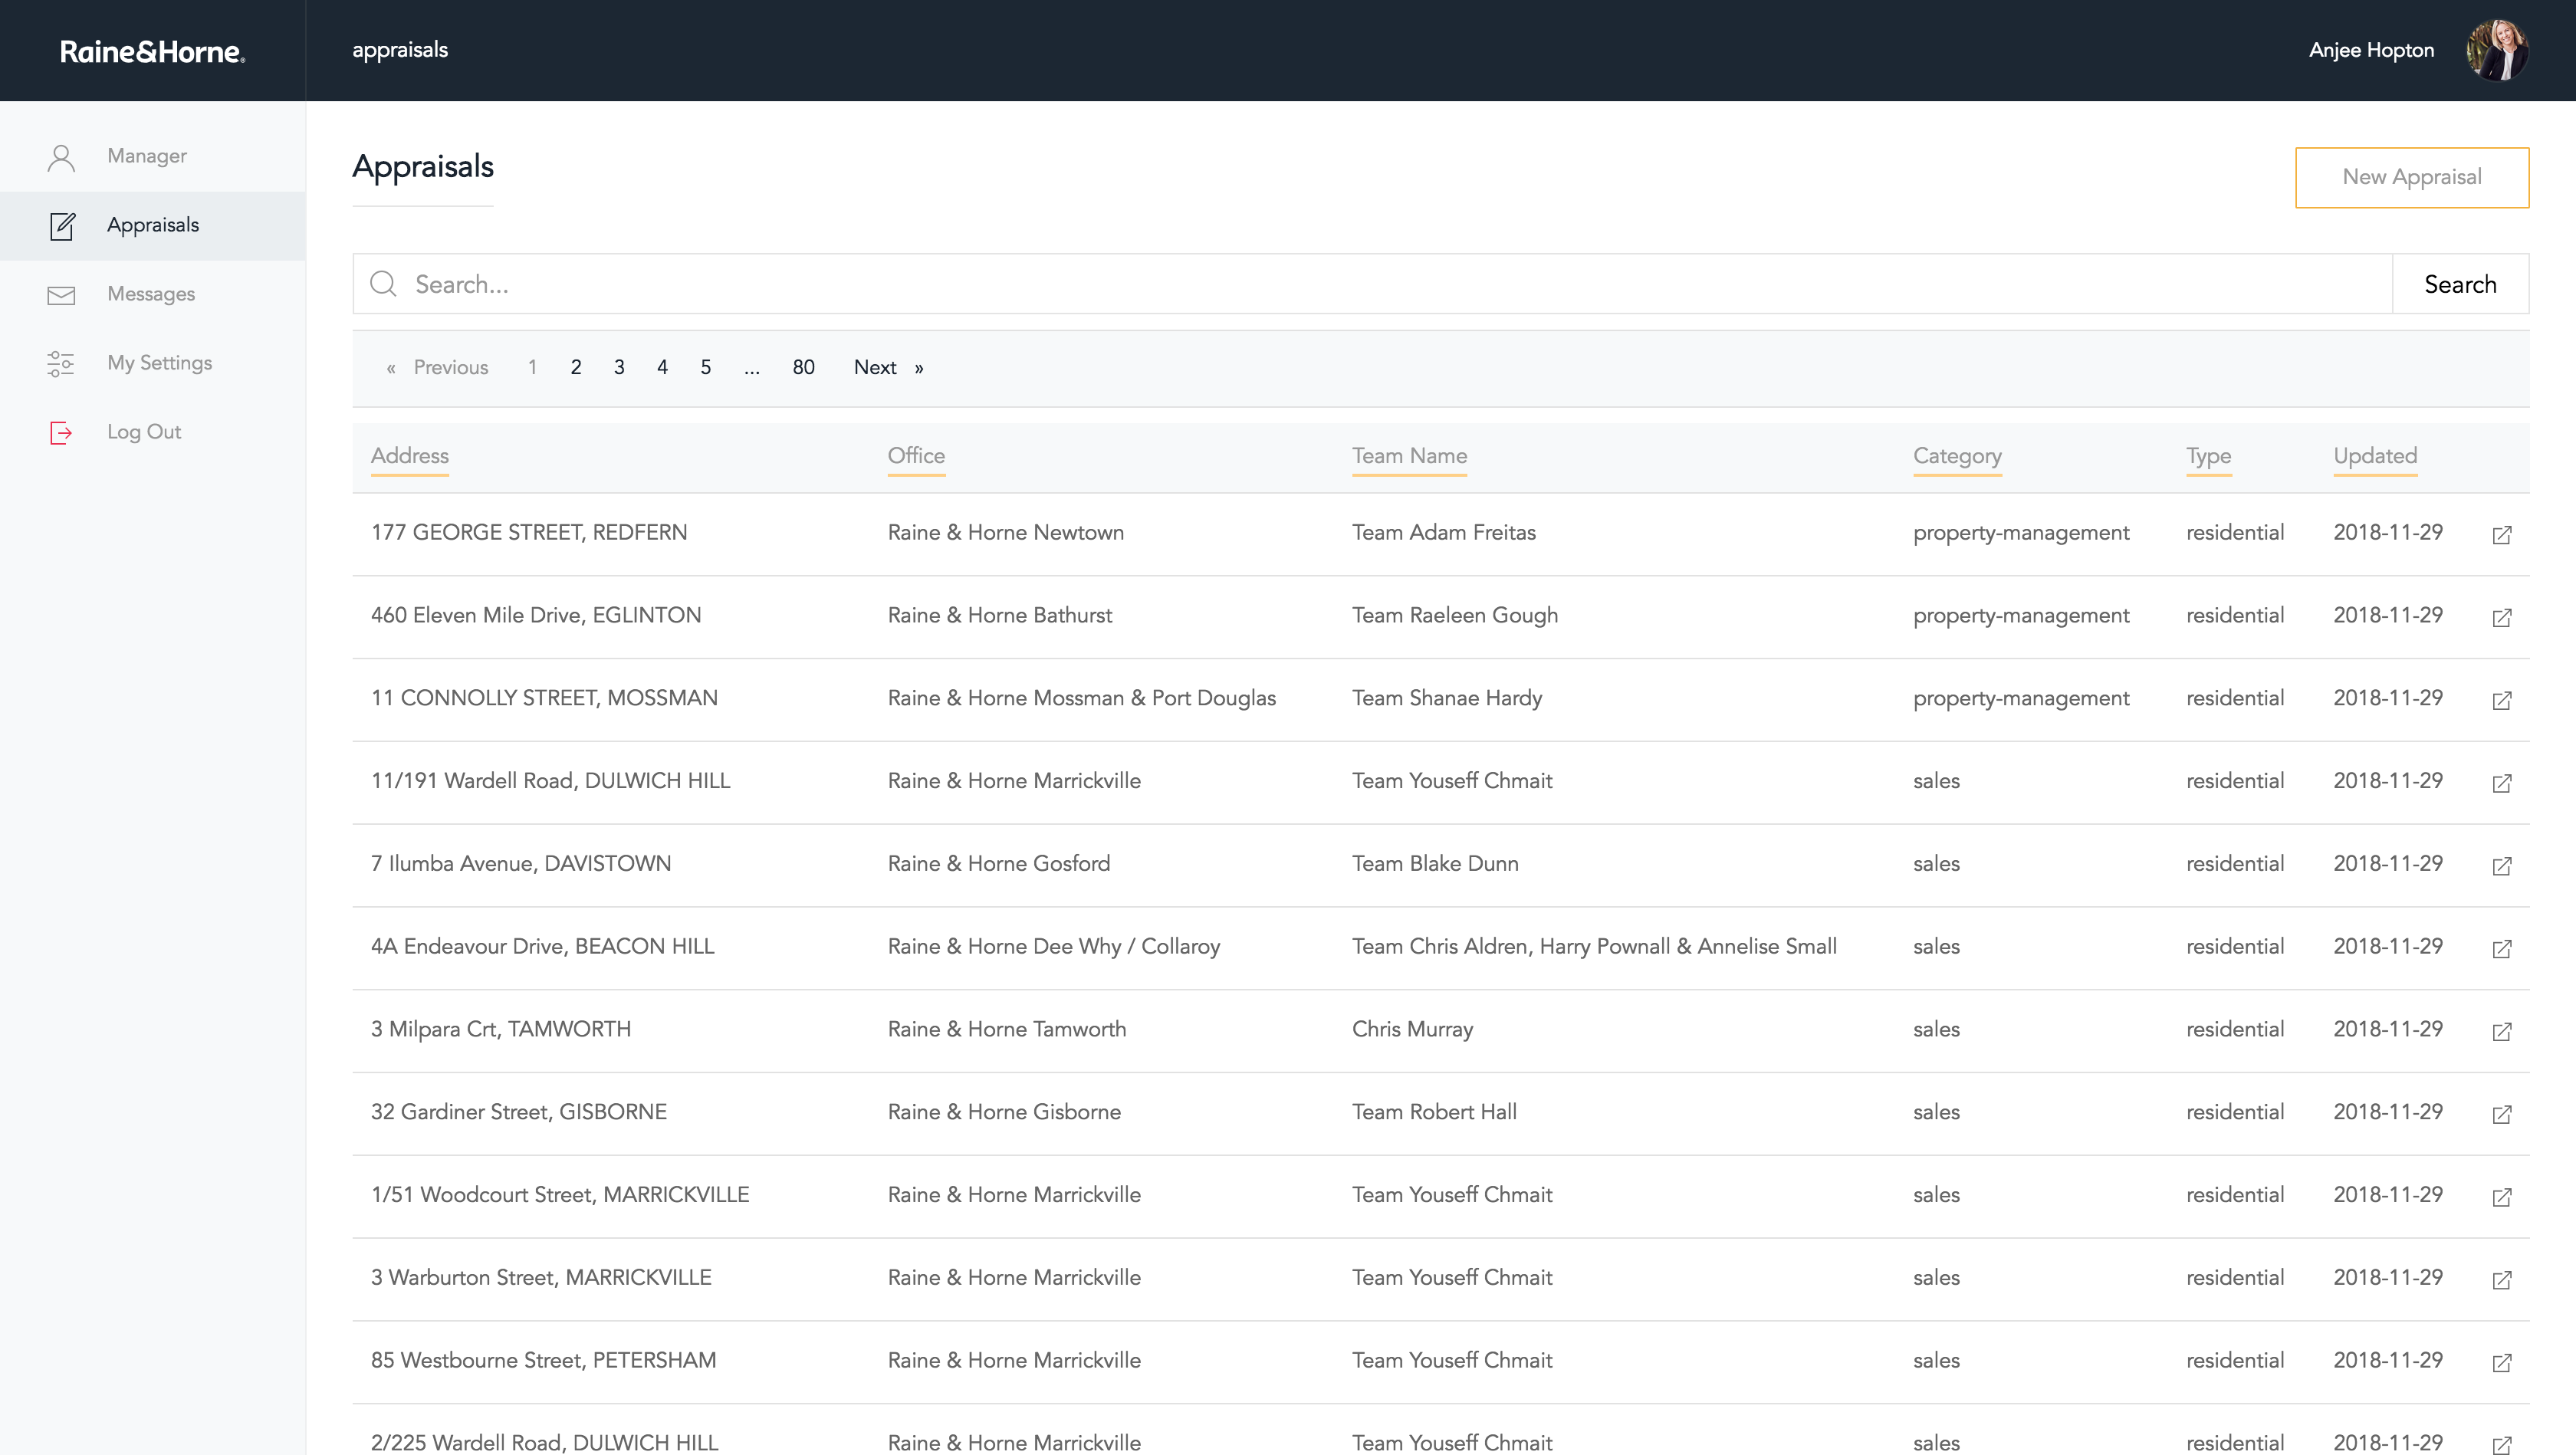 Raine&Horne.
appraisals
Anjee Hopton
Manager
Appraisals
Messages
My Settings
Log Out
Appraisals
New Appraisal
Search...
Search
« Previous 1 2 3 4 5 ... 80 Next »
Address Office Team Name Category Type Updated
177 GEORGE STREET, REDFERN Raine & Horne Newtown Team Adam Freitas property-management residential 2018-11-29
460 Eleven Mile Drive, EGLINTON Raine & Horne Bathurst Team Raeleen Gough property-management residential 2018-11-29
11 CONNOLLY STREET, MOSSMAN Raine & Horne Mossman & Port Douglas Team Shanae Hardy property-management residential 2018-11-29
11/191 Wardell Road, DULWICH HILL Raine & Horne Marrickville Team Youseff Chmait sales residential 2018-11-29
7 Ilumba Avenue, DAVISTOWN Raine & Horne Gosford Team Blake Dunn sales residential 2018-11-29
4A Endeavour Drive, BEACON HILL Raine & Horne Dee Why / Collaroy Team Chris Aldren, Harry Pownall & Annelise Small sales residential 2018-11-29
3 Milpara Crt, TAMWORTH Raine & Horne Tamworth Chris Murray sales residential 2018-11-29
32 Gardiner Street, GISBORNE Raine & Horne Gisborne Team Robert Hall sales residential 2018-11-29
1/51 Woodcourt Street, MARRICKVILLE Raine & Horne Marrickville Team Youseff Chmait sales residential 2018-11-29
3 Warburton Street, MARRICKVILLE Raine & Horne Marrickville Team Youseff Chmait sales residential 2018-11-29
85 Westbourne Street, PETERSHAM Raine & Horne Marrickville Team Youseff Chmait sales residential 2018-11-29
2/225 Wardell Road, DULWICH HILL Raine & Horne Marrickville Team Youseff Chmait sales residential 2018-11-29